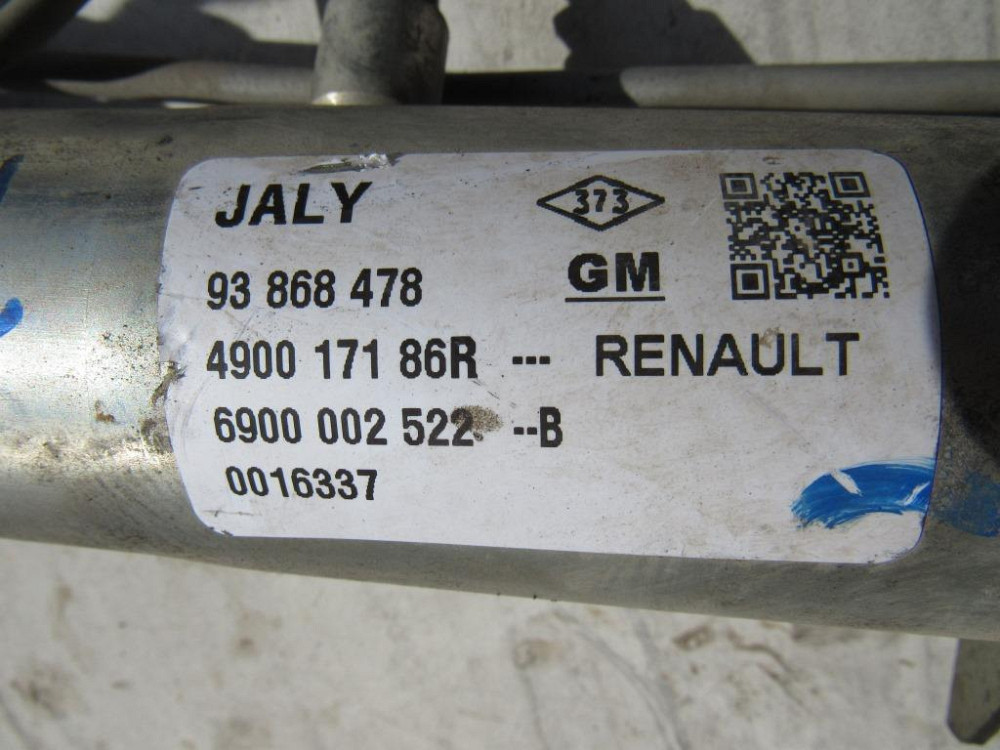 JALY 373
93 868 478 GM
4900 171 86R --- RENAULT
6900 002 522 --B
0016337